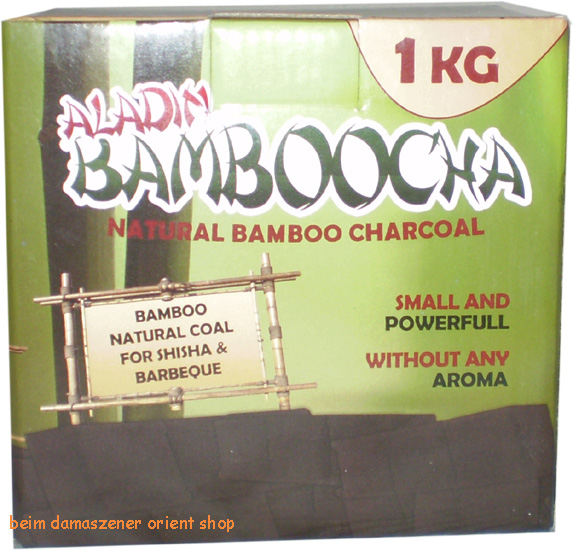 1 KG
ALADIN
BAMBOOCHA
NATURAL BAMBOO CHARCOAL
BAMBOO
NATURAL COAL
FOR SHISHA &
BARBEQUE
SMALL AND
POWERFULL
WITHOUT ANY
AROMA
beim damaszener orient shop